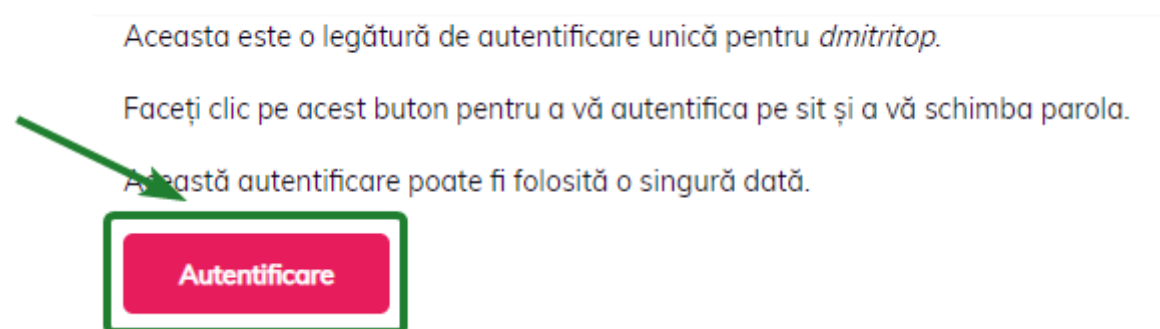 Aceasta este o legătură de autentificare unică pentru dmitritop.
Faceți clic pe acest buton pentru a vă autentifica pe sit și a vă schimba parola.
Această autentificare poate fi folosită o singură dată.
Autentificare